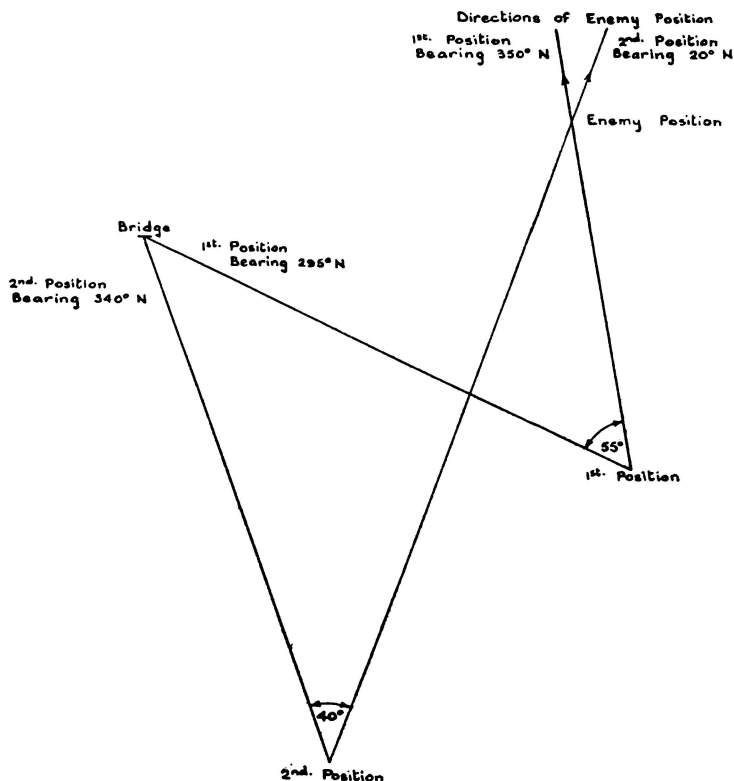 Directions of Enemy Position
1st. Position
Bearing 350° N
2nd. Position
Bearing 20° N
Enemy Position
Bridge
1st. Position
Bearing 295° N
2nd. Position
Bearing 340° N
55°
1st. Position
40°
2nd. Position